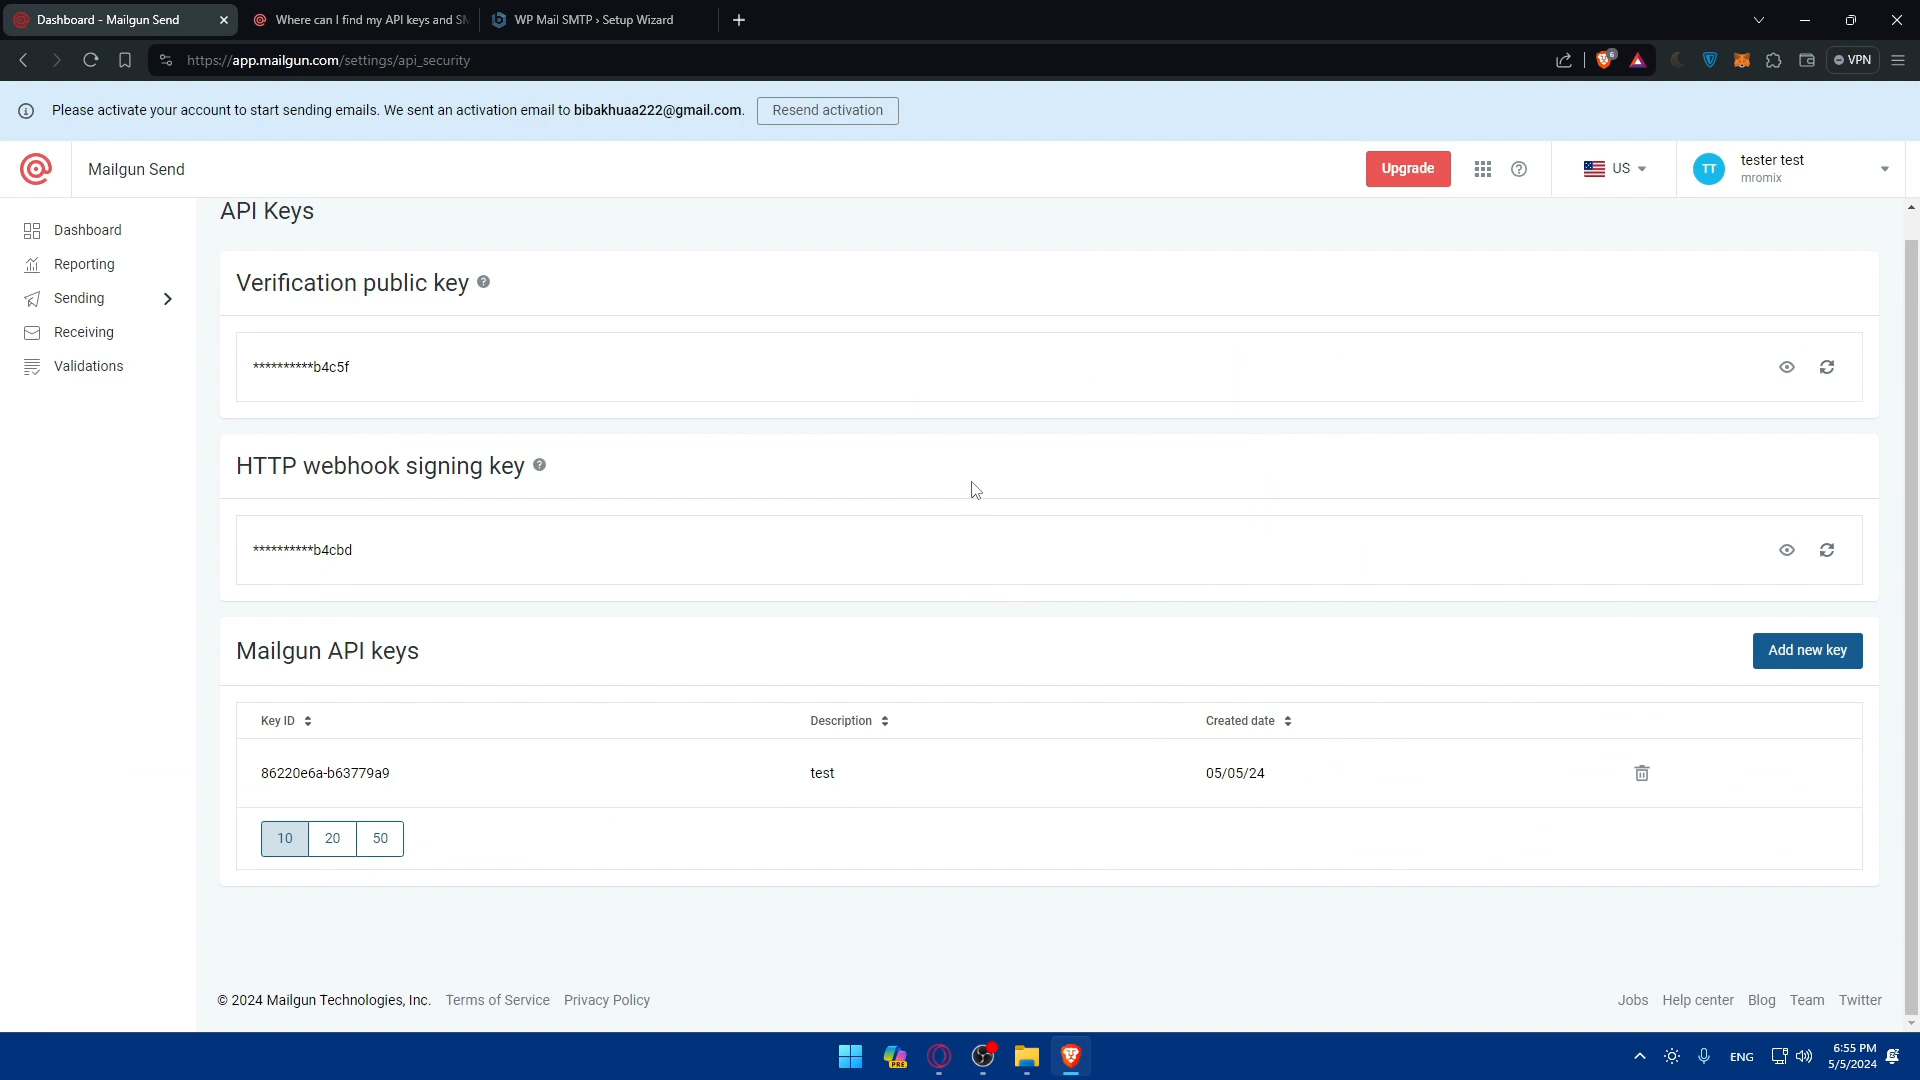 Dashboard - Mailgun Send
Where can I find my API keys and SM
WP Mail SMTP › Setup Wizard
https://app.mailgun.com/settings/api_security
6
VPN
Please activate your account to start sending emails. We sent an activation email to bibakhuaa222@gmail.com.
Resend activation
Mailgun Send
Upgrade
US
TT
tester test
mromix
Dashboard
Reporting
Sending
Receiving
Validations
API Keys
Verification public key
**********b4c5f
HTTP webhook signing key
**********b4cbd
Mailgun API keys
Add new key
Key ID
Description
Created date
86220e6a-b63779a9
test
05/05/24
10
20
50
© 2024 Mailgun Technologies, Inc.
Terms of Service
Privacy Policy
Jobs
Help center
Blog
Team
Twitter
PRE
ENG
6:55 PM
5/5/2024